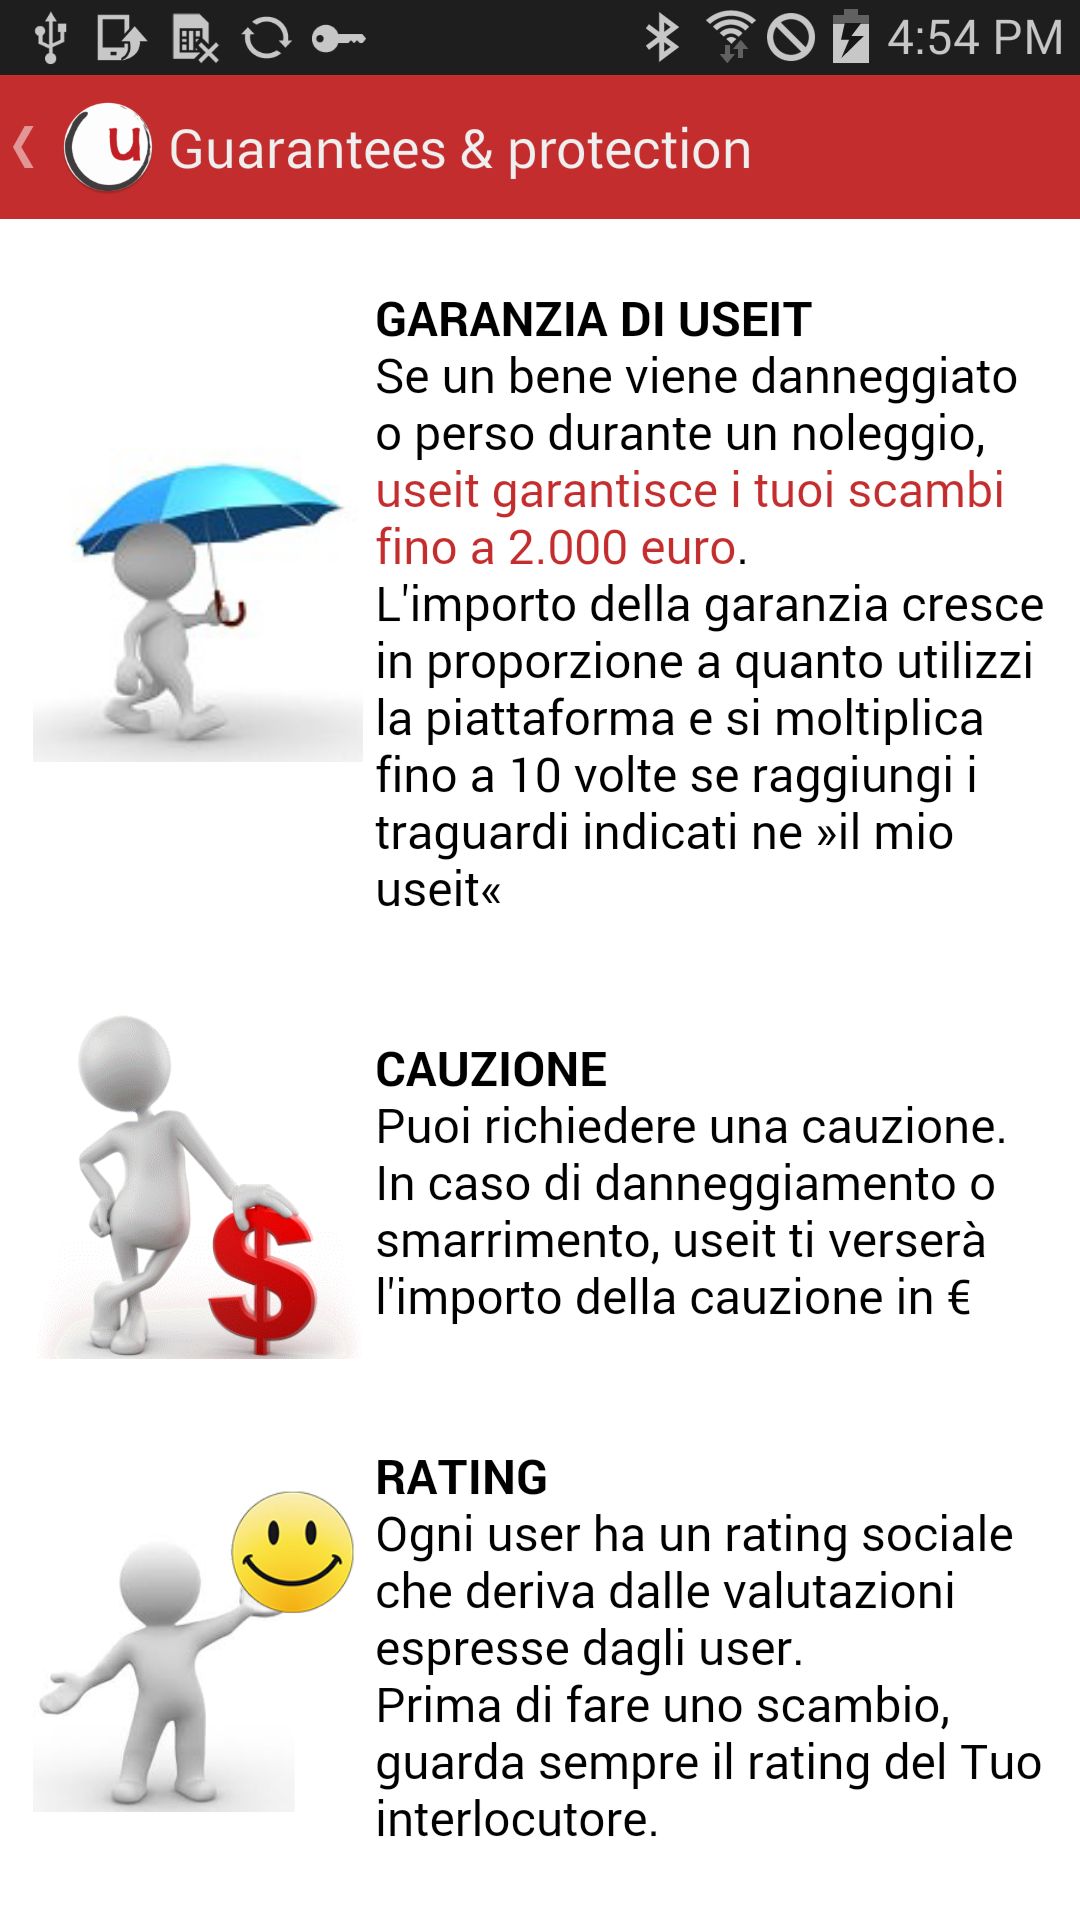 4:54 PM
u
Guarantees & protection
GARANZIA DI USEIT
Se un bene viene danneggiato
o perso durante un noleggio,
useit garantisce i tuoi scambi
fino a 2.000 euro.
L'importo della garanzia cresce
in proporzione a quanto utilizzi
la piattaforma e si moltiplica
fino a 10 volte se raggiungi i
traguardi indicati ne »il mio
useit«
CAUZIONE
Puoi richiedere una cauzione.
In caso di danneggiamento o
smarrimento, useit ti verserà
l'importo della cauzione in €
$
RATING
Ogni user ha un rating sociale
che deriva dalle valutazioni
espresse dagli user.
Prima di fare uno scambio,
guarda sempre il rating del Tuo
interlocutore.